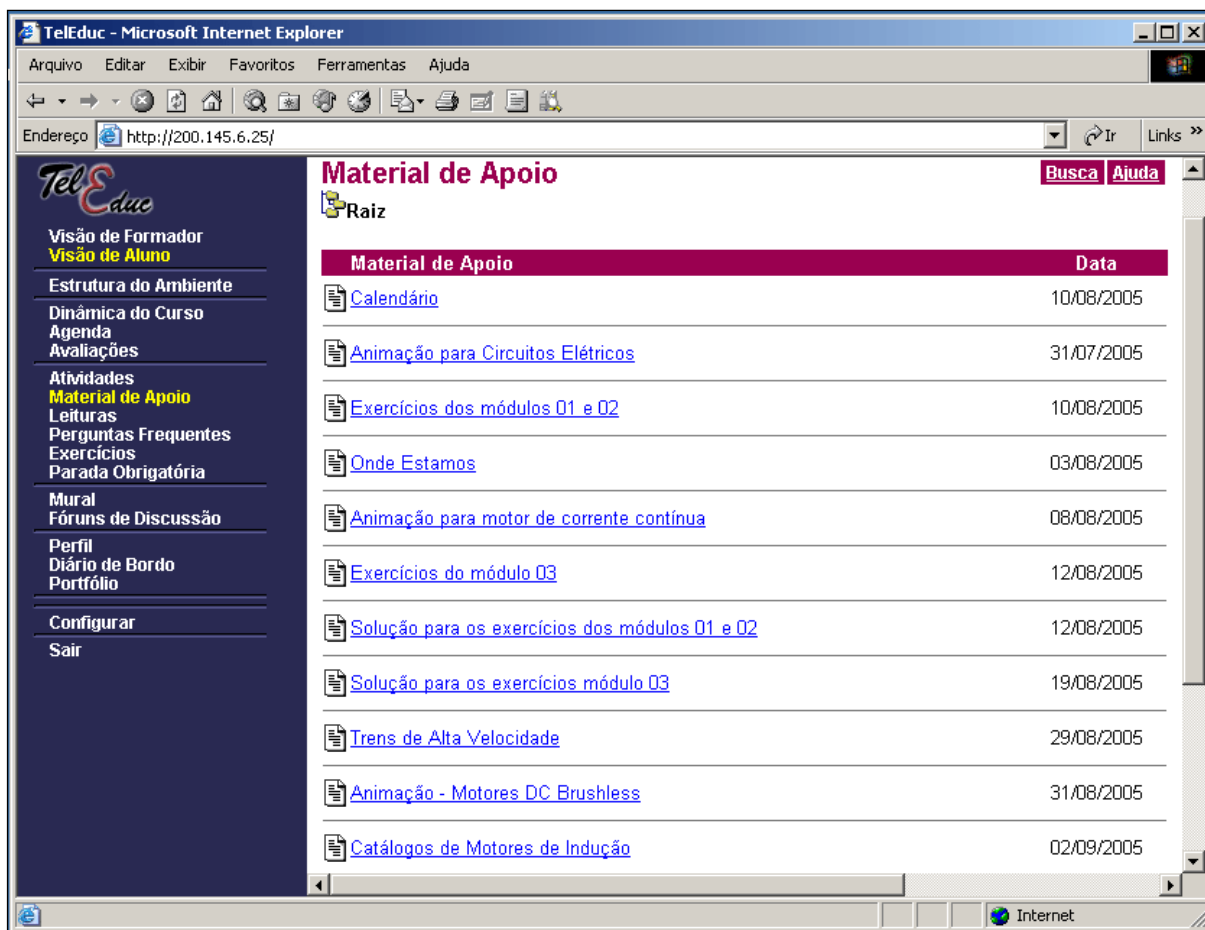 TelEduc - Microsoft Internet Explorer
Arquivo Editar Exibir Favoritos Ferramentas Ajuda
Endereço http://200.145.6.25/ Ir Links »
TelEduc
Visão de Formador
Visão de Aluno
Estrutura do Ambiente
Dinâmica do Curso
Agenda
Avaliações
Atividades
Material de Apoio
Leituras
Perguntas Frequentes
Exercícios
Parada Obrigatória
Mural
Fóruns de Discussão
Perfil
Diário de Bordo
Portfólio
Configurar
Sair
Material de Apoio
Busca Ajuda
Raiz
Material de Apoio Data
Calendário 10/08/2005
Animação para Circuitos Elétricos 31/07/2005
Exercícios dos módulos 01 e 02 10/08/2005
Onde Estamos 03/08/2005
Animação para motor de corrente contínua 08/08/2005
Exercícios do módulo 03 12/08/2005
Solução para os exercícios dos módulos 01 e 02 12/08/2005
Solução para os exercícios módulo 03 19/08/2005
Trens de Alta Velocidade 29/08/2005
Animação - Motores DC Brushless 31/08/2005
Catálogos de Motores de Indução 02/09/2005
Internet